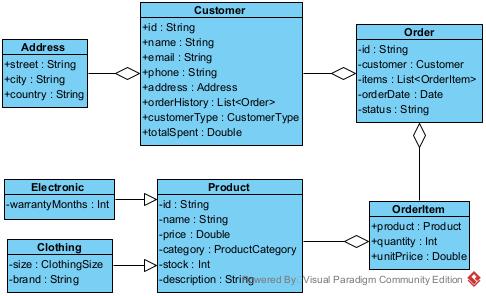 Customer
+id : String
+name : String
+email : String
+phone : String
+address : Address
+orderHistory : List<Order>
+customerType : CustomerType
+totalSpent : Double
Address
+street : String
+city : String
+country : String
Order
-id : String
-customer : Customer
-items : List<OrderItem>
-orderDate : Date
-status : String
Electronic
-warrantyMonths : Int
Product
-id : String
-name : String
-price : Double
-category : ProductCategory
-stock : Int
-description : String
OrderItem
+product : Product
+quantity : Int
+unitPriice : Double
Clothing
-size : ClothingSize
-brand : String
Powered By: Visual Paradigm Community Edition